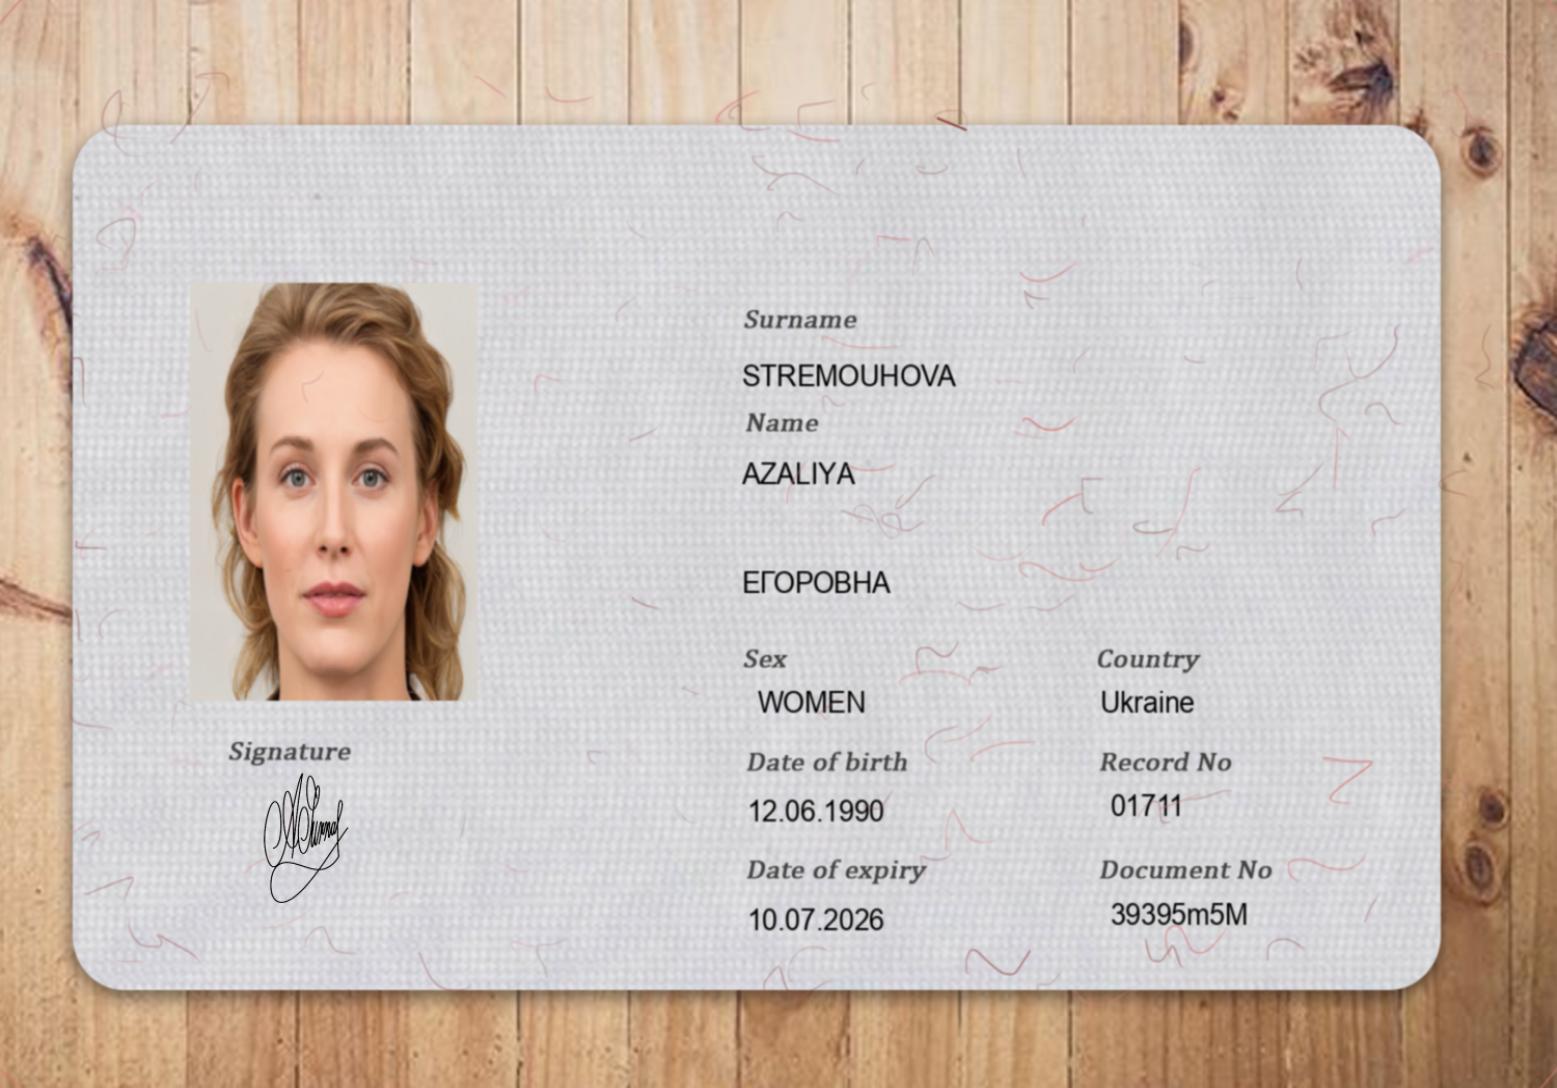 Surname
STREMOUHOVA
Name
AZALIYA
ЕГОРОВНА
Sex
WOMEN
Country
Ukraine
Date of birth
12.06.1990
Record No
01711
Date of expiry
10.07.2026
Document No
39395m5M
Signature